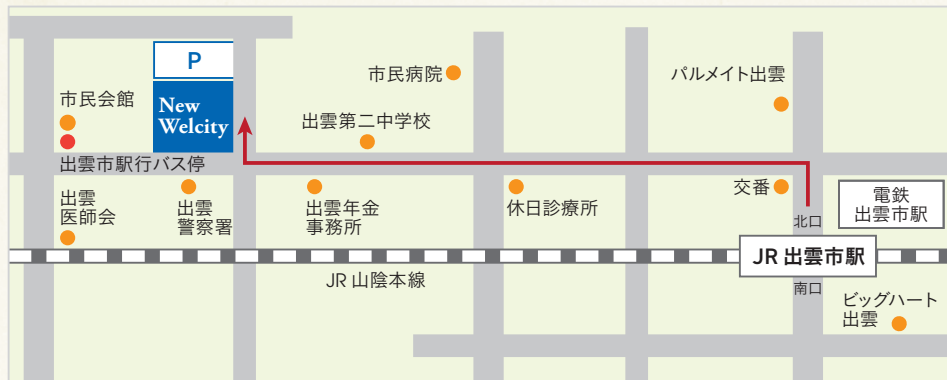 P
New
Welcity
市民会館
出雲市駅行バス停
出雲
医師会
出雲
警察署
市民病院
出雲第二中学校
出雲年金
事務所
休日診療所
パルメイト出雲
交番
北口
電鉄
出雲市駅
JR 出雲市駅
南口
JR 山陰本線
ビッグハート
出雲